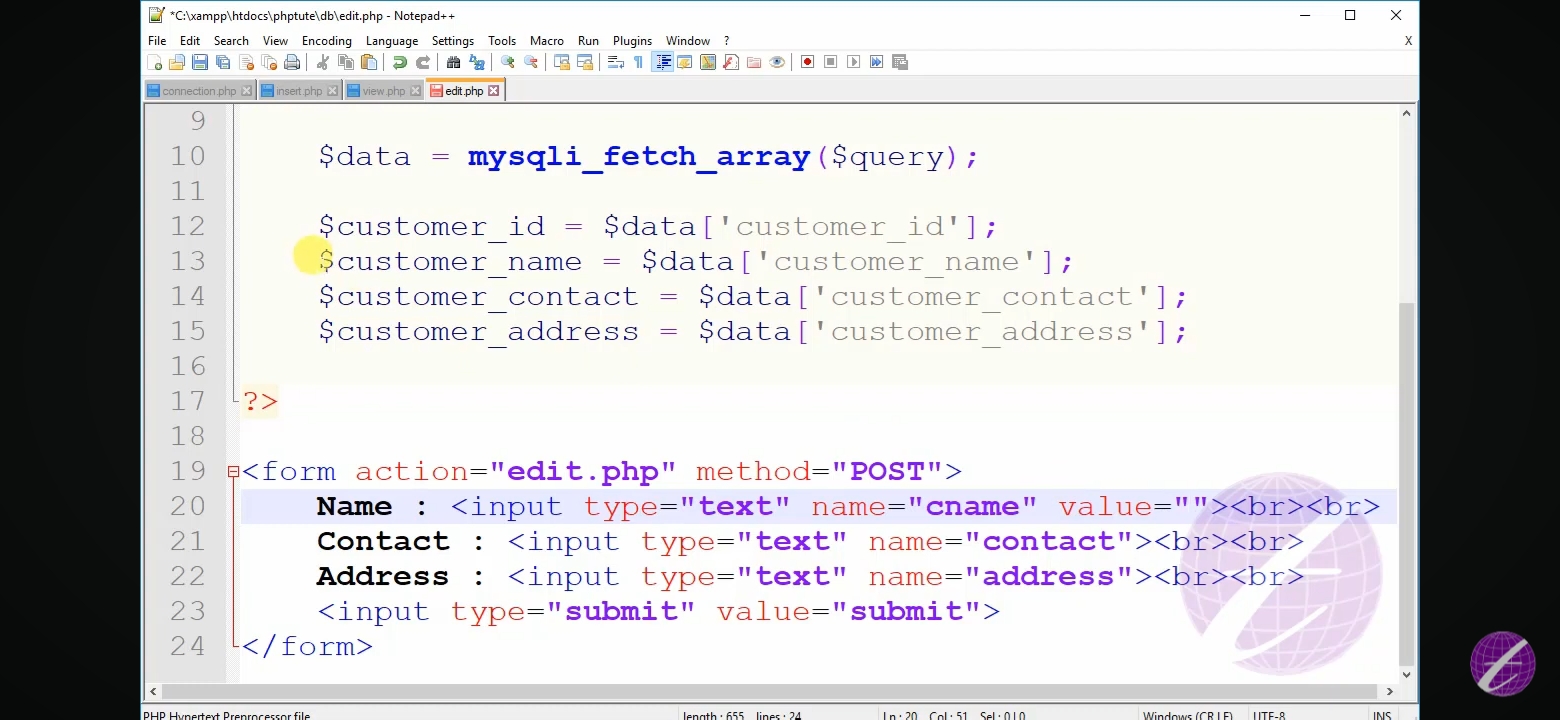 *C:\xampp\htdocs\phptute\db\edit.php - Notepad++
File Edit Search View Encoding Language Settings Tools Macro Run Plugins Window ? X
connection.php insert.php view.php edit.php
9
10 $data = mysqli_fetch_array($query);
11
12 $customer_id = $data['customer_id'];
13 $customer_name = $data['customer_name'];
14 $customer_contact = $data['customer_contact'];
15 $customer_address = $data['customer_address'];
16
17 ?>
18
19 <form action="edit.php" method="POST">
20 Name : <input type="text" name="cname" value=""><br><br>
21 Contact : <input type="text" name="contact"><br><br>
22 Address : <input type="text" name="address"><br><br>
23 <input type="submit" value="submit">
24 </form>
PHP Hypertext Preprocessor file length : 655 lines : 24 Ln : 20 Col : 51 Sel : 0 | 0 Windows (CR LF) UTF-8 INS